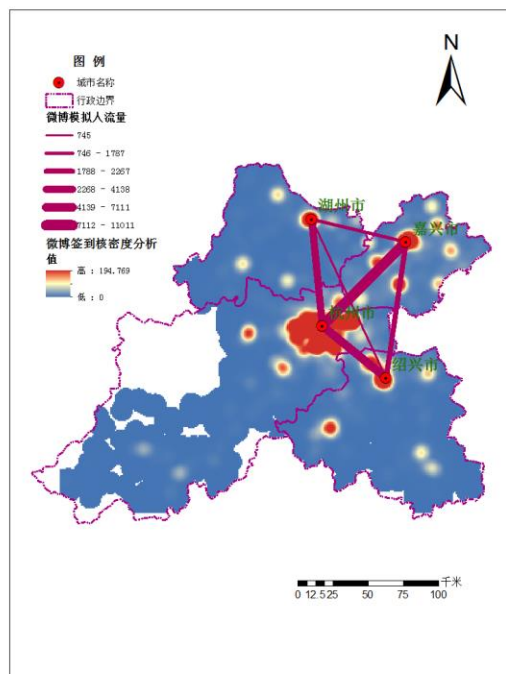 N
图 例
城市名称
行政边界
微博模拟人流量
745
746 - 1787
1788 - 2267
2268 - 4138
4139 - 7111
7112 - 11011
微博签到核密度分析
值
高 : 194.769
低 : 0
湖州市
嘉兴市
杭州市
绍兴市
千米
0 12.525 50 75 100